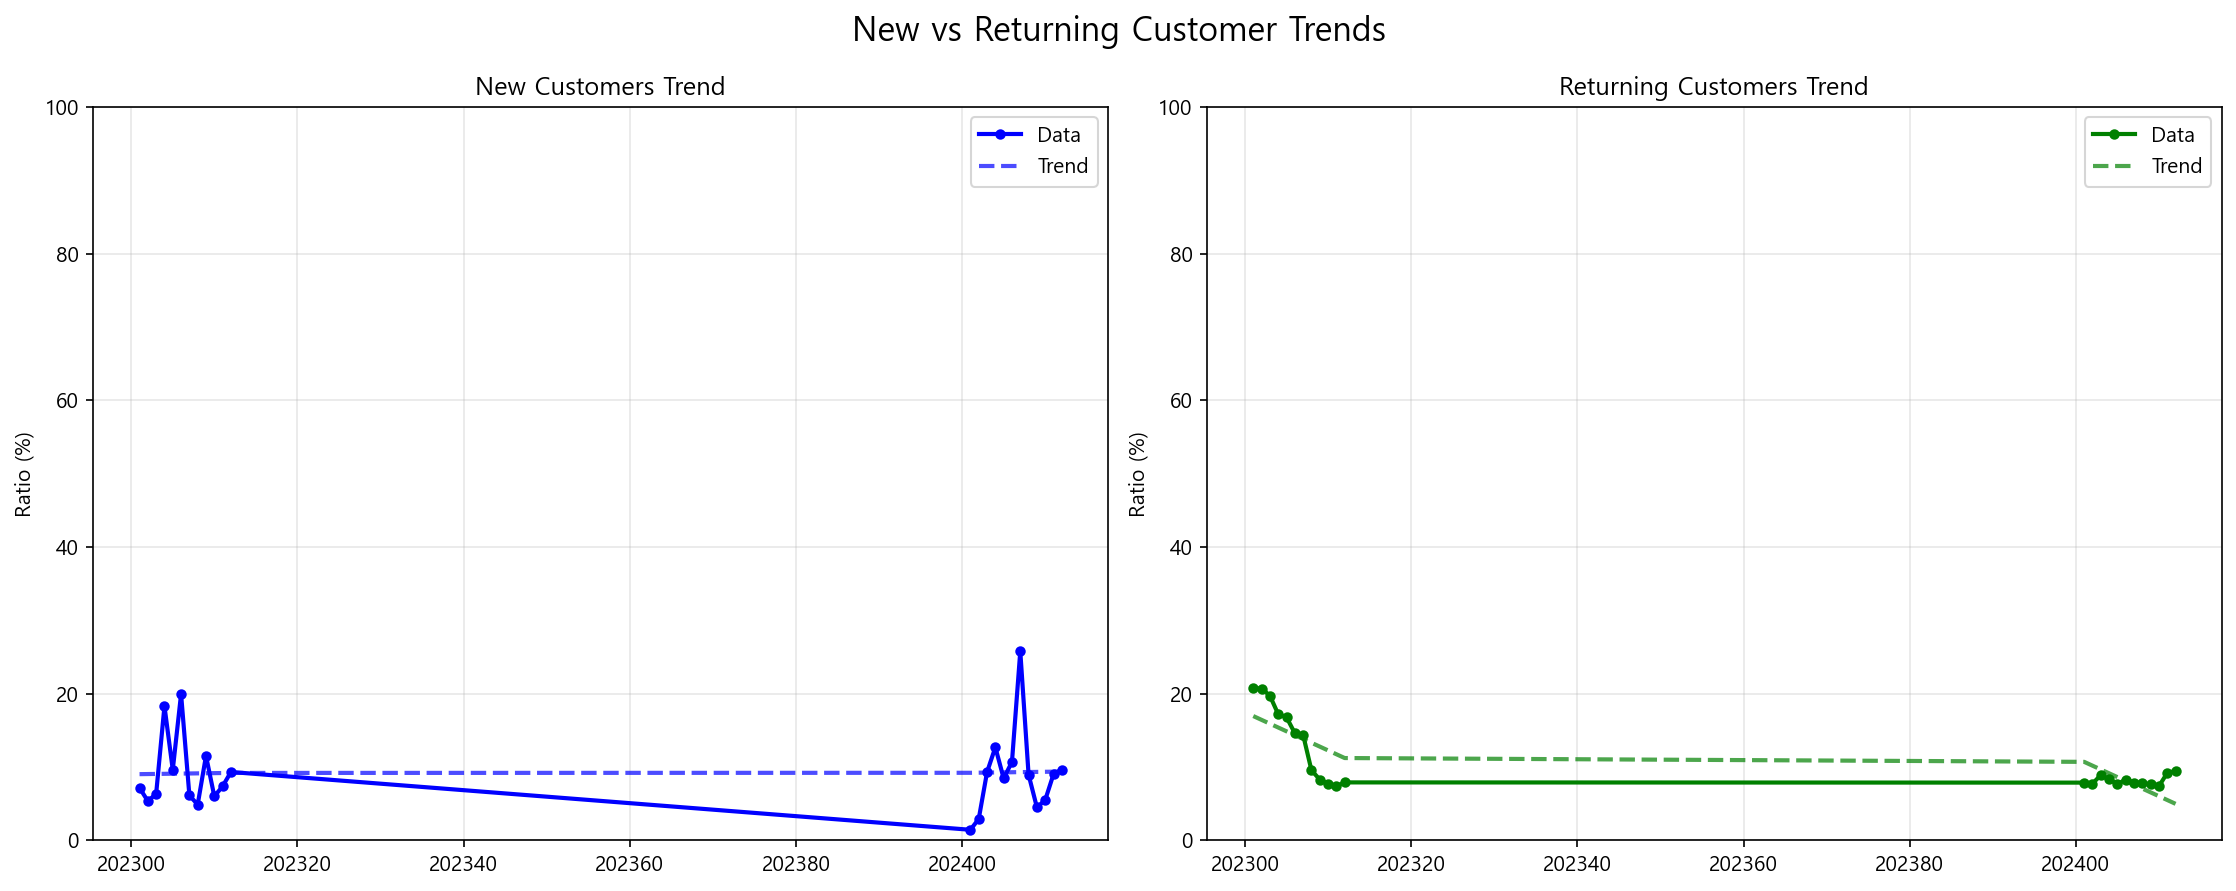 New vs Returning Customer Trends
New Customers Trend
100
80
60
40
20
0
Ratio (%)
202300 202320 202340 202360 202380 202400
Data
Trend
Returning Customers Trend
100
80
60
40
20
0
Ratio (%)
202300 202320 202340 202360 202380 202400
Data
Trend